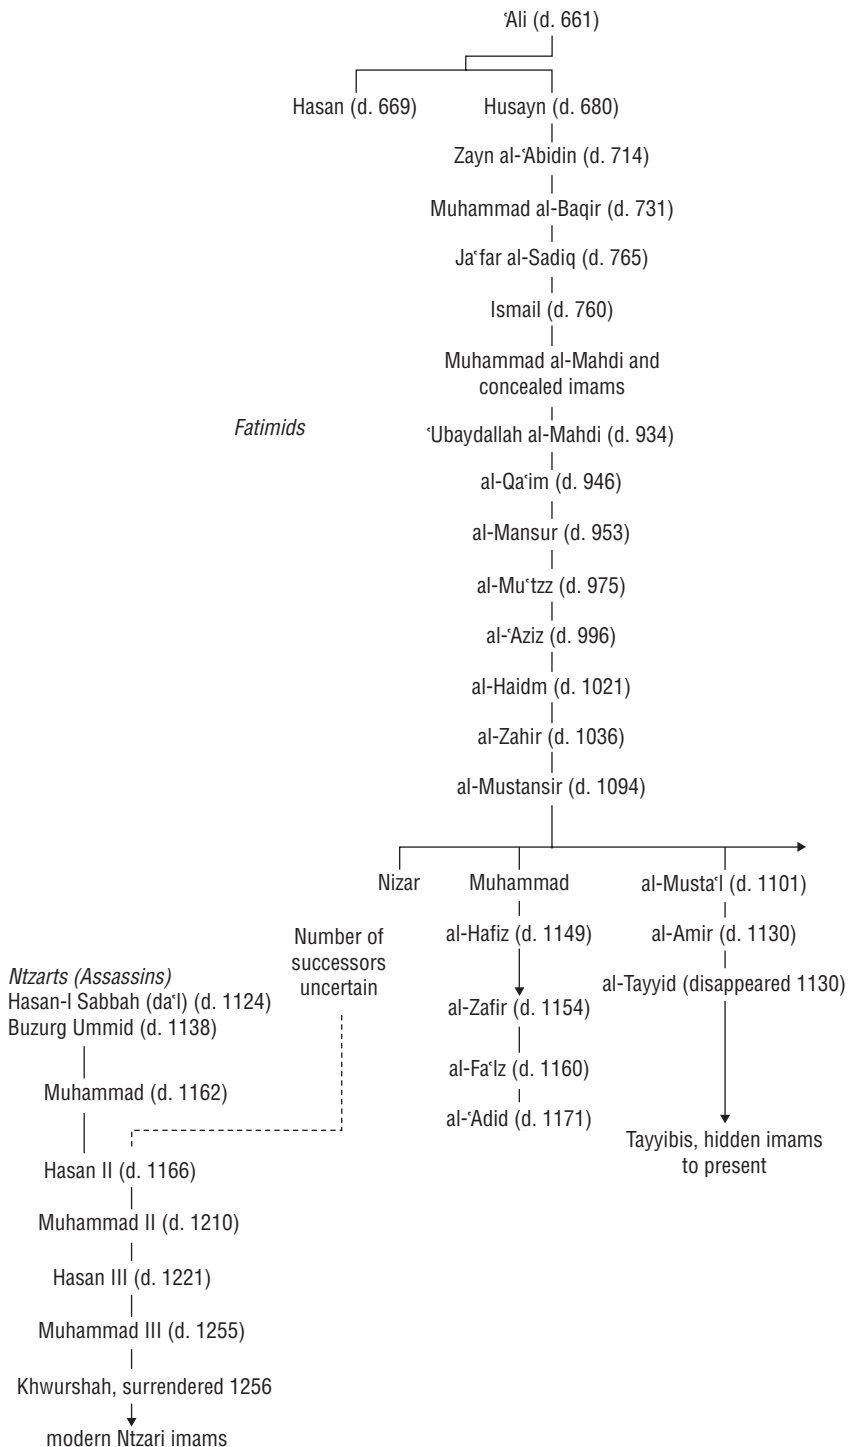 ʿAli (d. 661)
Hasan (d. 669)
Husayn (d. 680)
Zayn al-ʿAbidin (d. 714)
Muhammad al-Baqir (d. 731)
Jaʿfar al-Sadiq (d. 765)
Ismail (d. 760)
Muhammad al-Mahdi and
concealed imams
Fatimids
ʿUbaydallah al-Mahdi (d. 934)
al-Qaʿim (d. 946)
al-Mansur (d. 953)
al-Muʿtzz (d. 975)
al-ʿAziz (d. 996)
al-Haidm (d. 1021)
al-Zahir (d. 1036)
al-Mustansir (d. 1094)
Nizar
Muhammad
al-Mustaʿl (d. 1101)
Number of
successors
uncertain
al-Hafiz (d. 1149)
al-Amir (d. 1130)
al-Tayyid (disappeared 1130)
al-Zafir (d. 1154)
al-Faʿlz (d. 1160)
al-ʿAdid (d. 1171)
Tayyibis, hidden imams
to present
Ntzarts (Assassins)
Hasan-I Sabbah (daʿl) (d. 1124)
Buzurg Ummid (d. 1138)
Muhammad (d. 1162)
Hasan II (d. 1166)
Muhammad II (d. 1210)
Hasan III (d. 1221)
Muhammad III (d. 1255)
Khwurshah, surrendered 1256
modern Ntzari imams